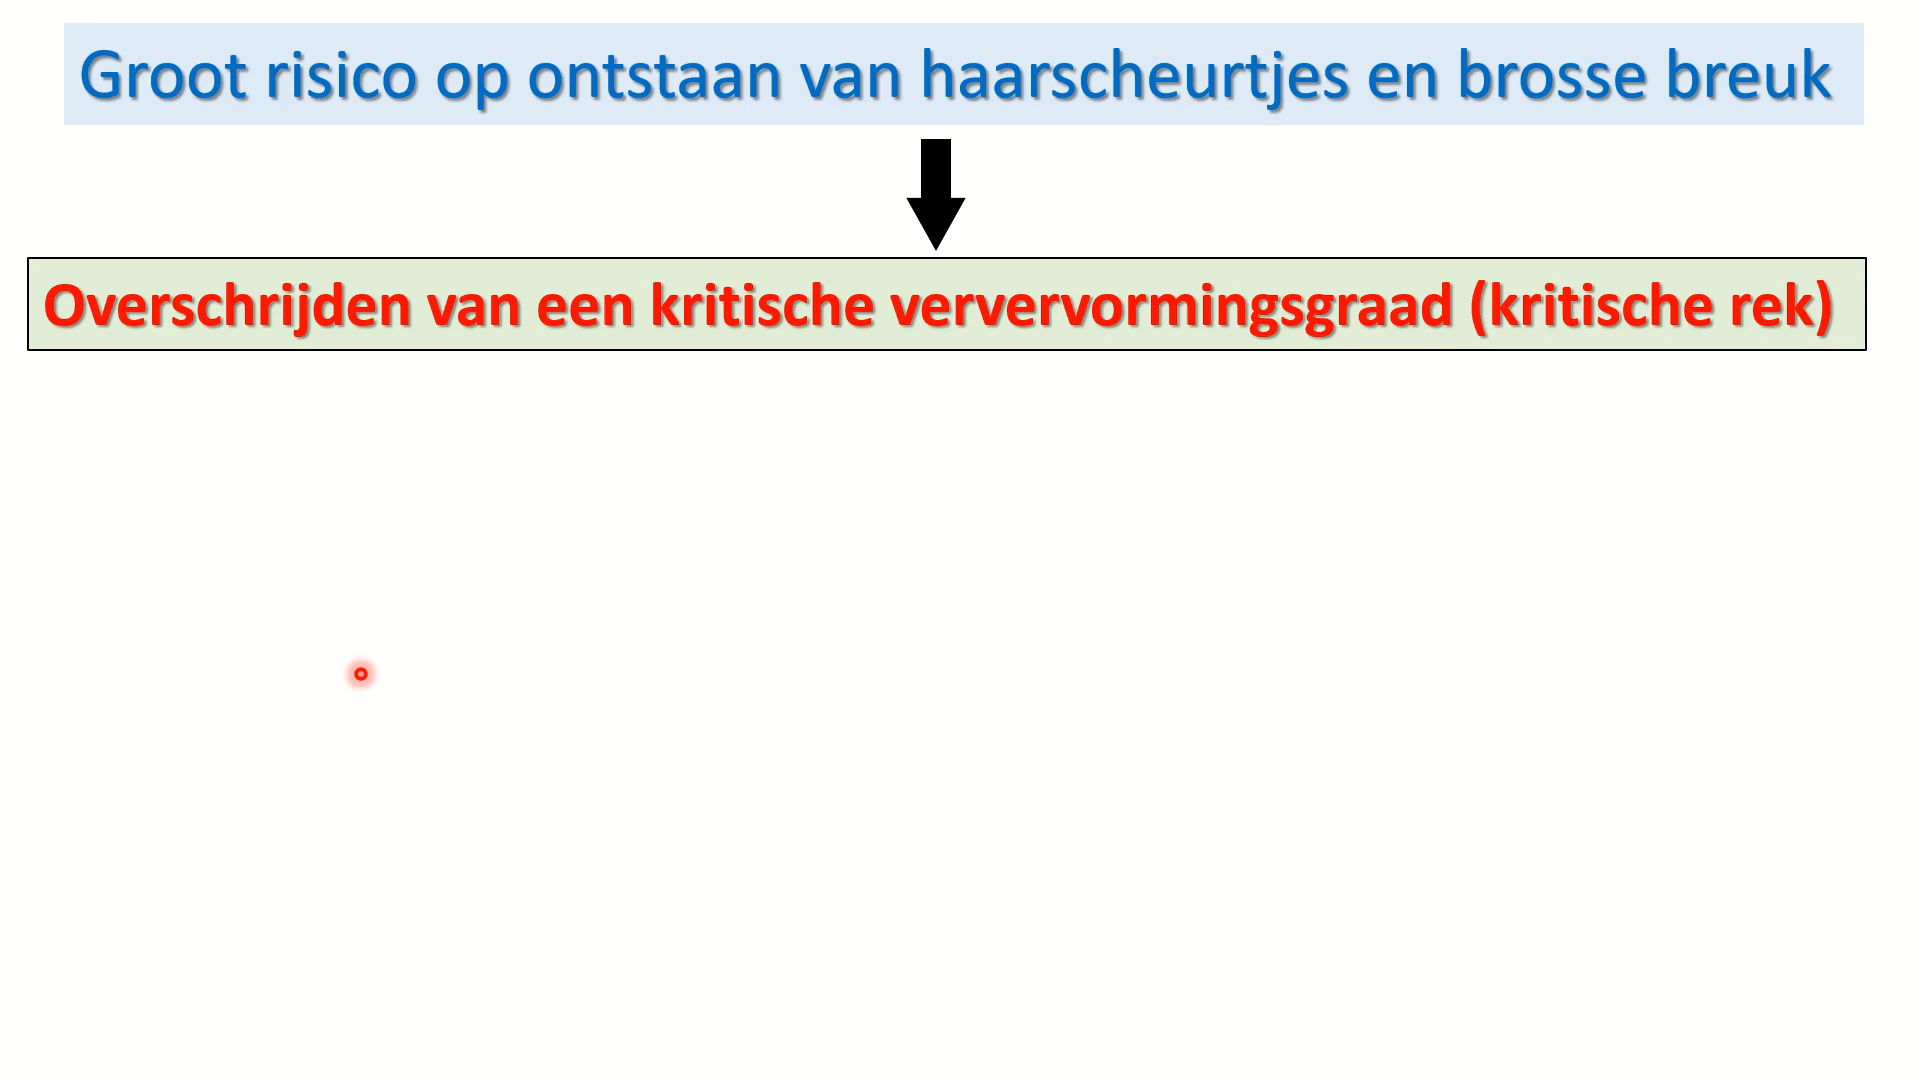 Groot risico op ontstaan van haarscheurtjes en brosse breuk
Overschrijden van een kritische ververvormingsgraad (kritische rek)